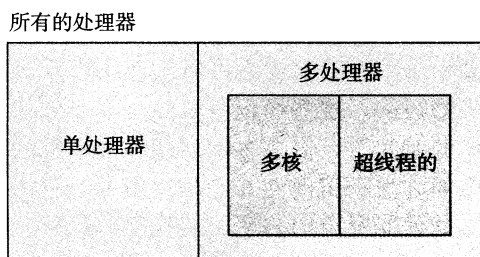 所有的处理器
多处理器
单处理器
多核
超线程的